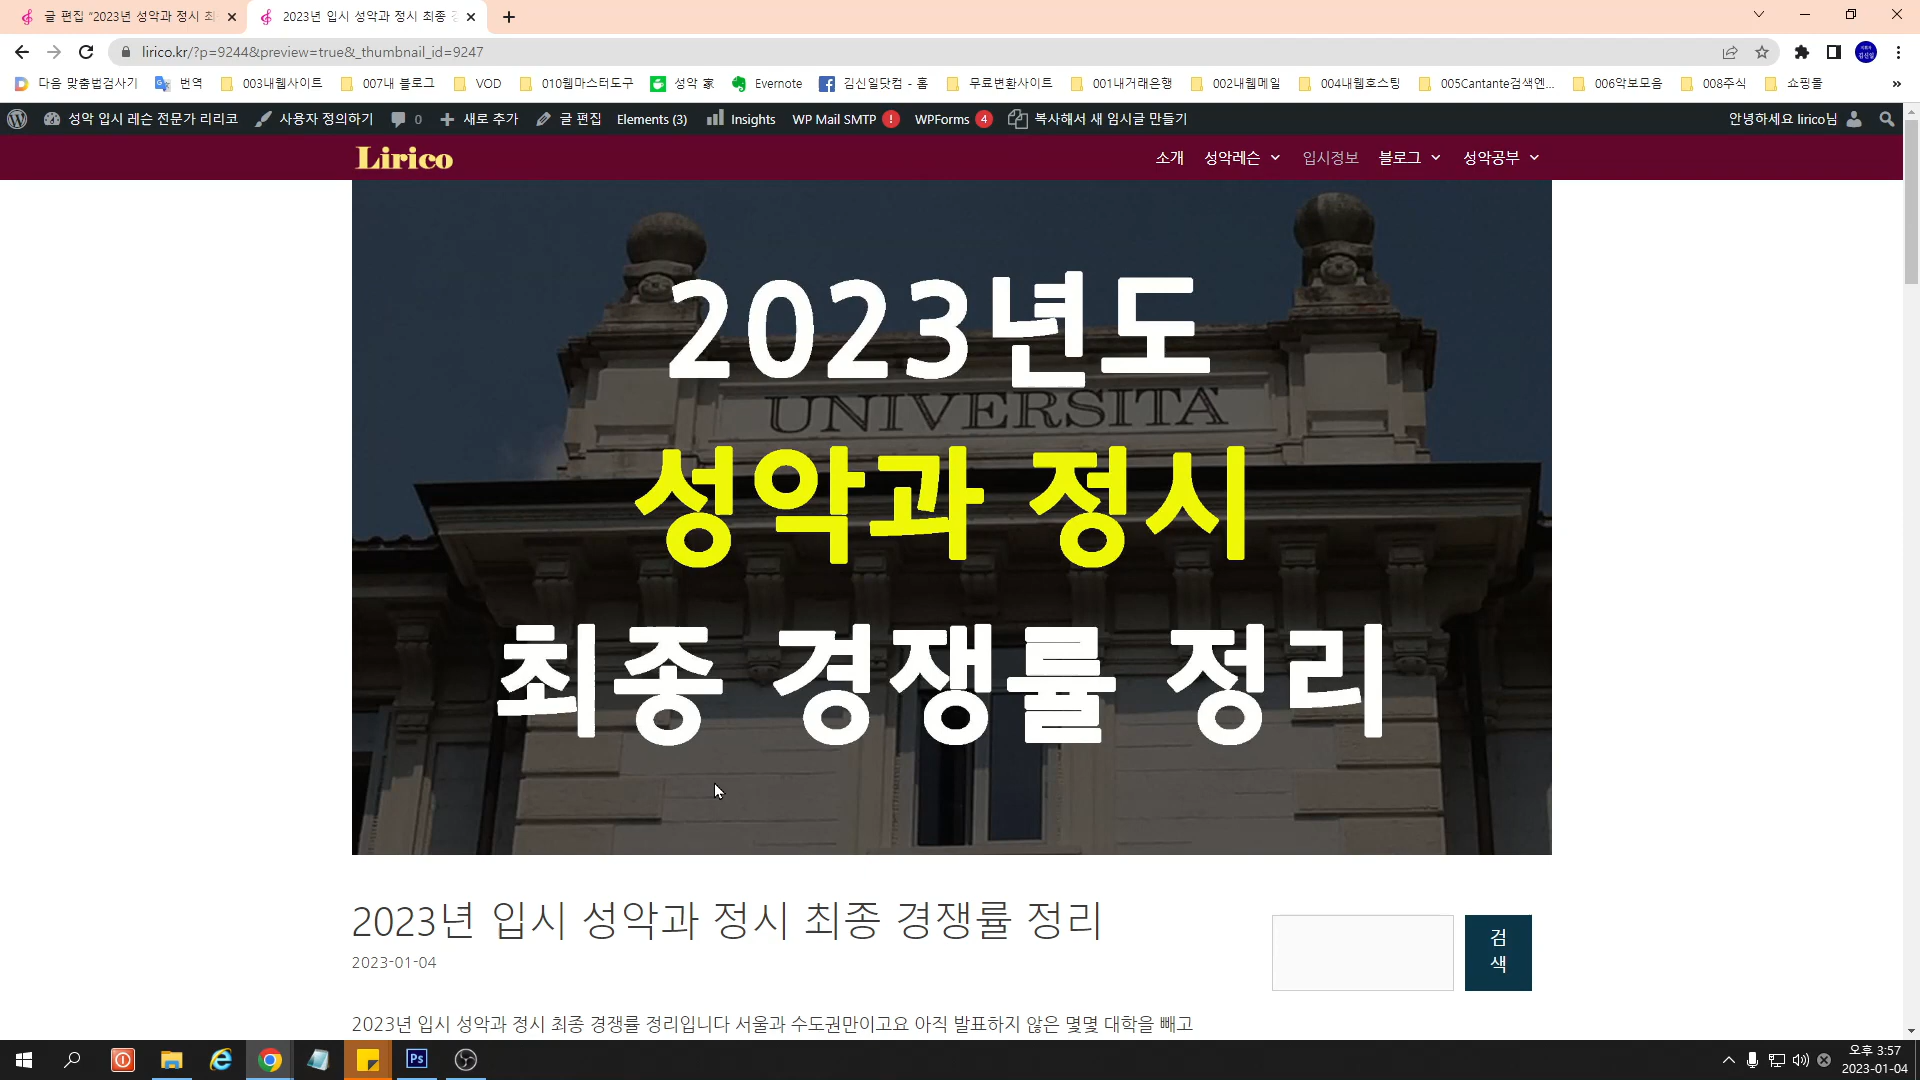 글 편집 "2023년 성악과 정시 최
2023년 입시 성악과 정시 최종 경
lirico.kr/?p=9244&preview=true&_thumbnail_id=9247
다음 맞춤법검사기
번역
003내웹사이트
007내 블로그
VOD
010웹마스터도구
성악 家
Evernote
김신일닷컴 - 홈
무료변환사이트
001내거래은행
002내웹메일
004내웹호스팅
005Cantante검색엔...
006악보모음
008주식
쇼핑몰
성악 입시 레슨 전문가 리리코
사용자 정의하기
0
새로 추가
글 편집
Elements (3)
Insights
WP Mail SMTP !
WPForms 4
복사해서 새 임시글 만들기
안녕하세요 lirico님
Lirico
소개
성악레슨
입시정보
블로그
성악공부
2023년도
UNIVERSITA
성악과 정시
최종 경쟁률 정리
2023년 입시 성악과 정시 최종 경쟁률 정리
검
색
2023-01-04
2023년 입시 성악과 정시 최종 경쟁률 정리입니다 서울과 수도권만이고요 아직 발표하지 않은 몇몇 대학을 빼고
Ps
오후 3:57
2023-01-04